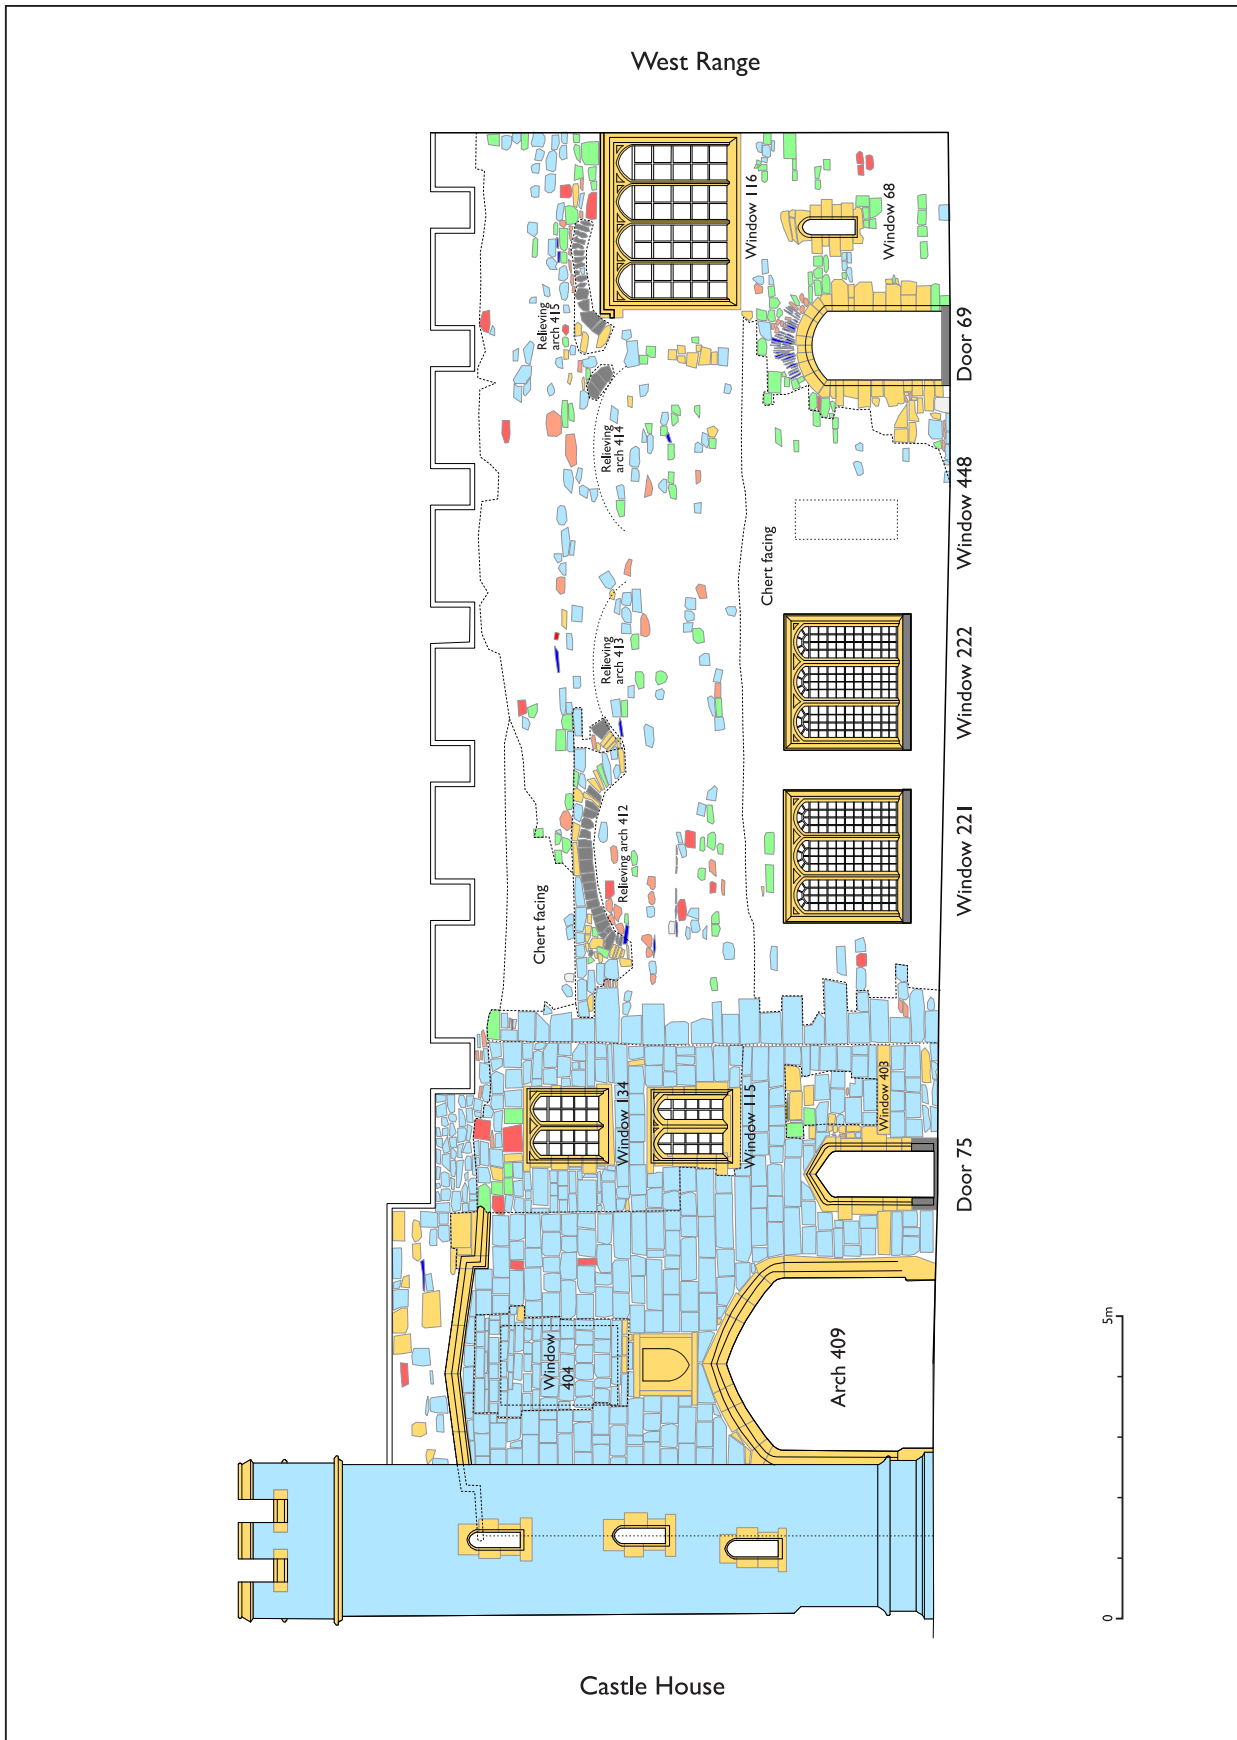 West Range
Window 116
Window 68
Relieving
arch 415
Door 69
Relieving
arch 414
Window 448
Chert facing
Relieving
arch 413
Window 222
Relieving arch 412
Window 221
Chert facing
Window 134
Window 115
Window 403
Door 75
Window
404
Arch 409
5m
0
Castle House